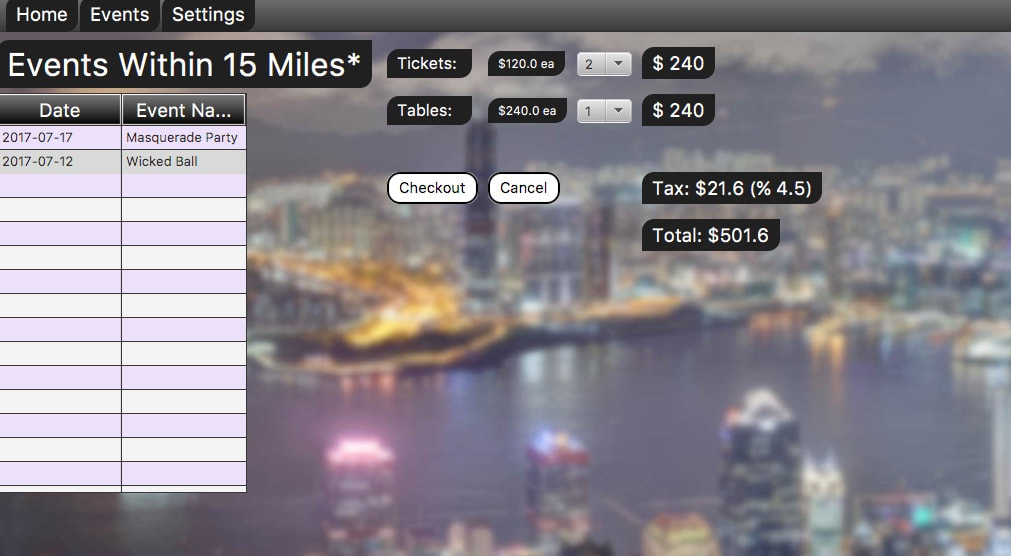 Home Events Settings
Events Within 15 Miles*
Date Event Na...
2017-07-17 Masquerade Party
2017-07-12 Wicked Ball
Tickets: $120.0 ea 2 $ 240
Tables: $240.0 ea 1 $ 240
Checkout Cancel Tax: $21.6 (% 4.5)
Total: $501.6